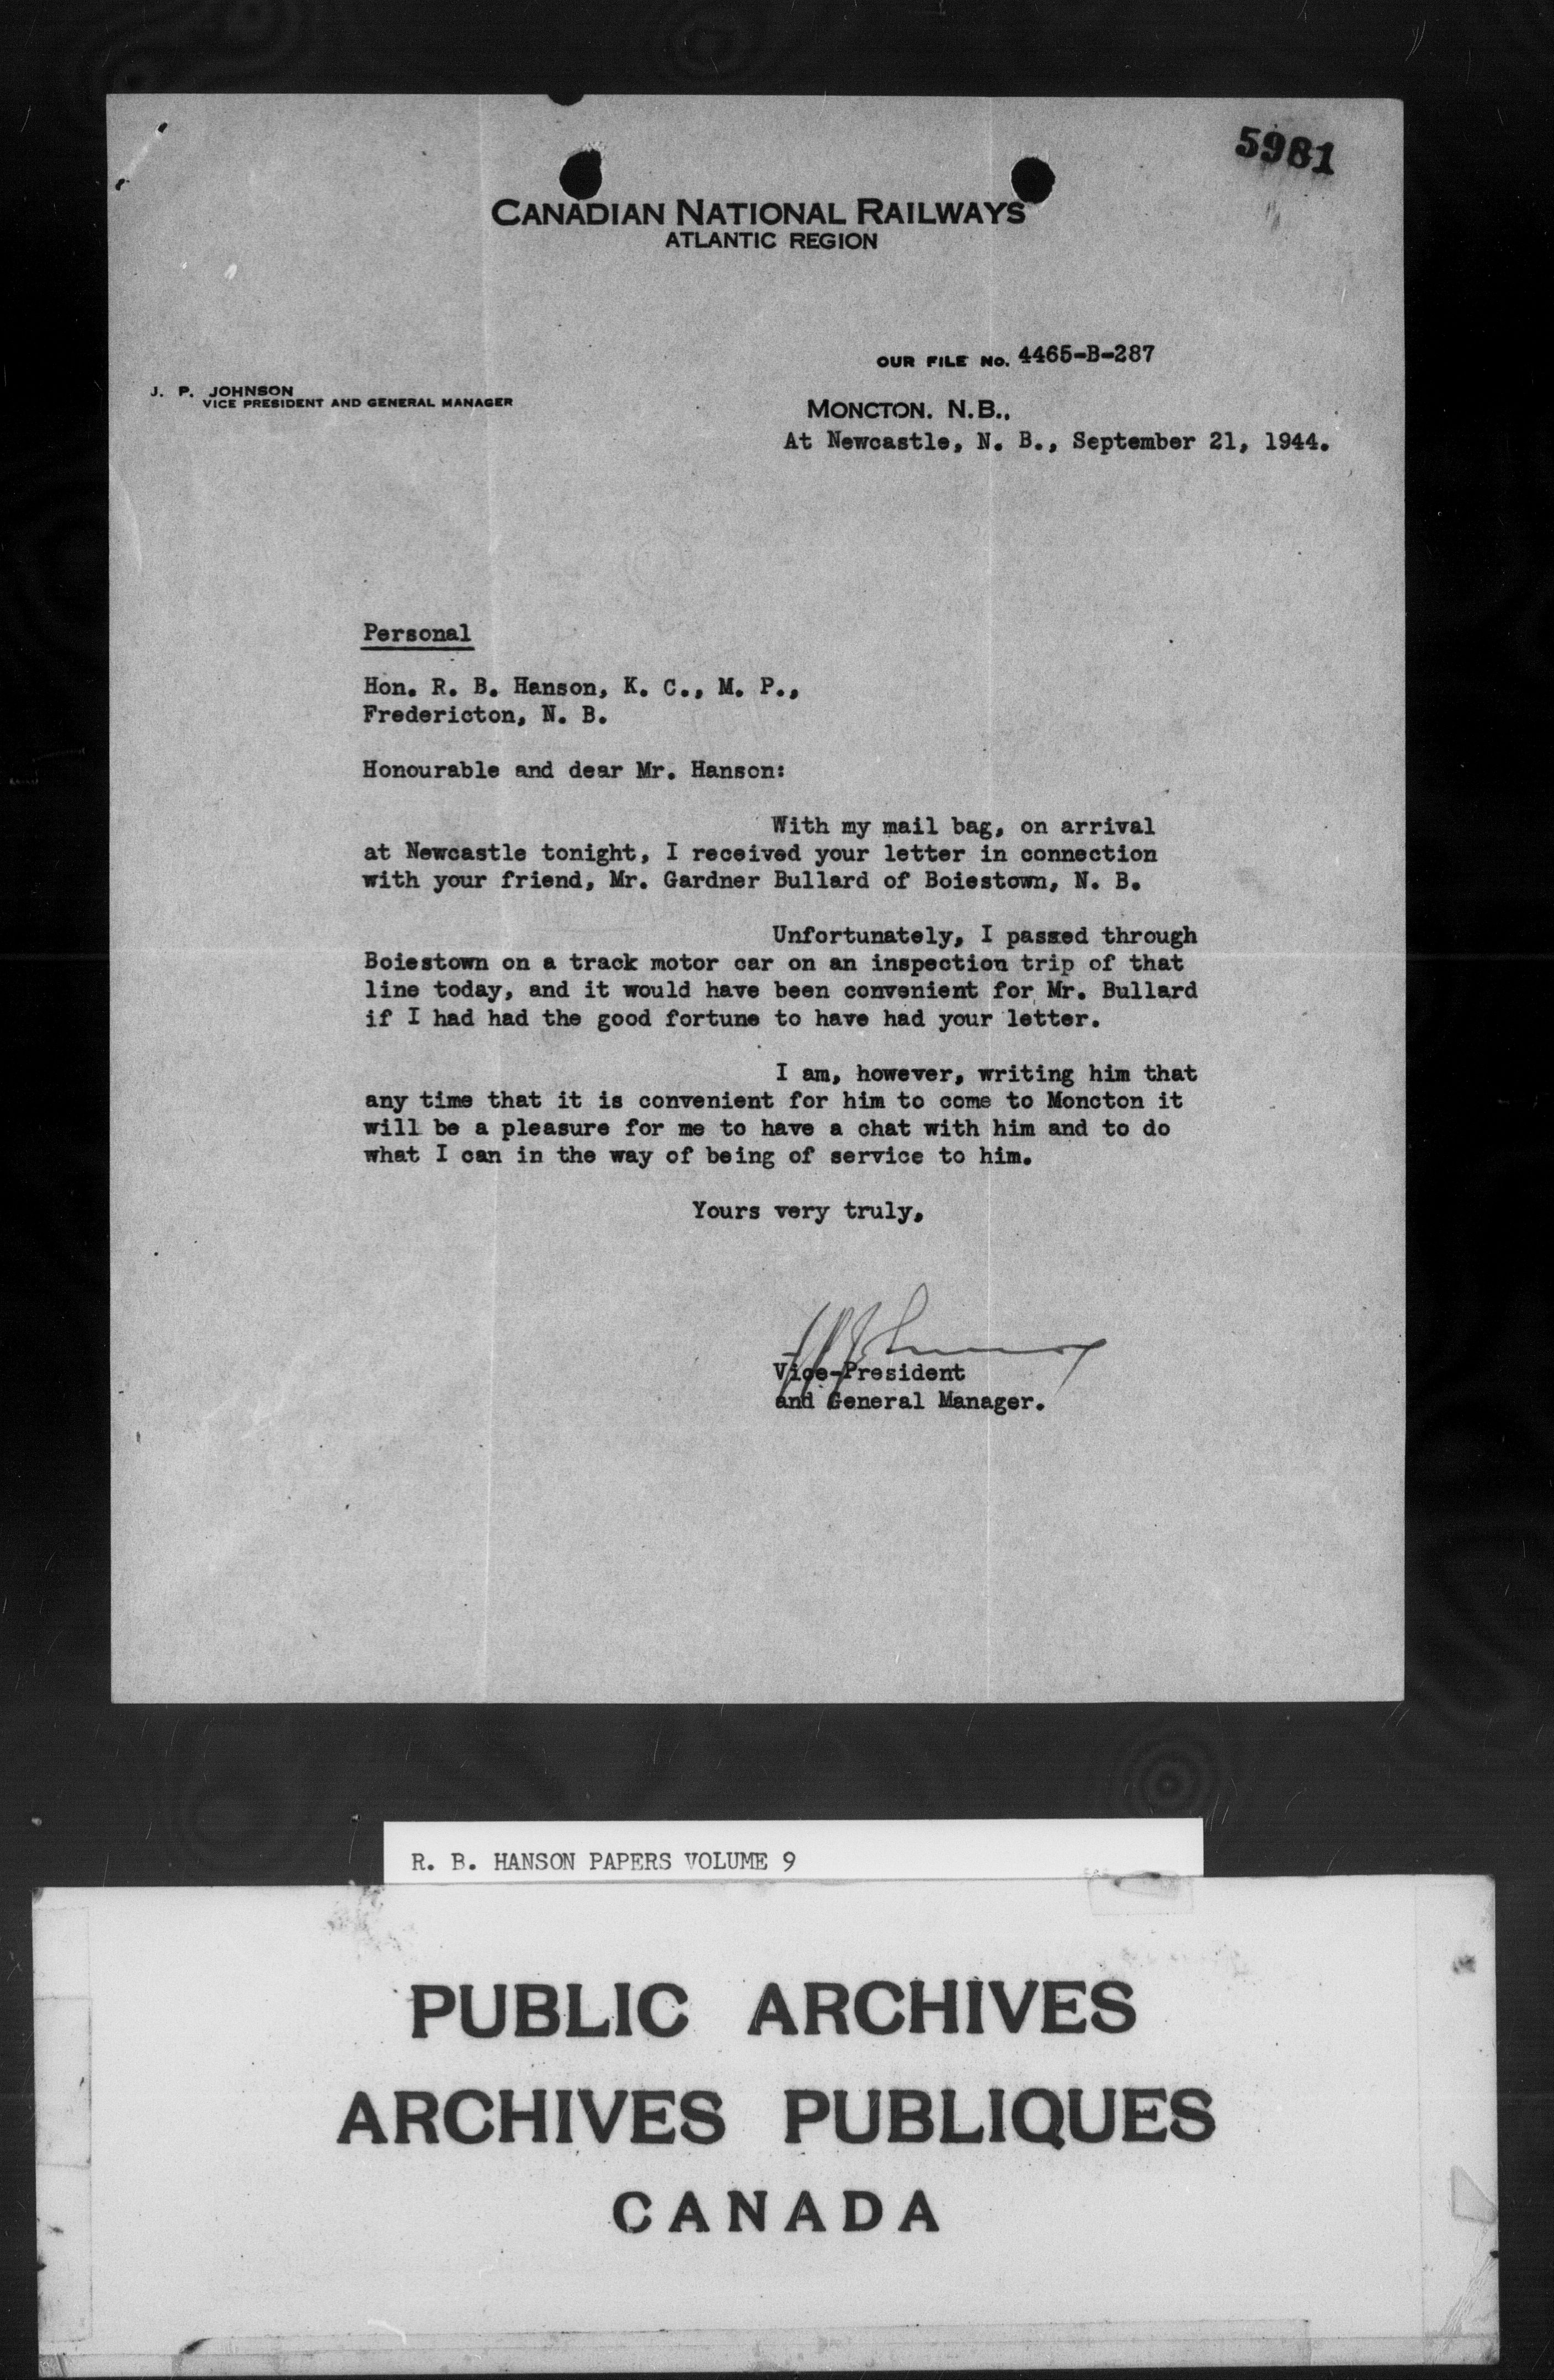 5981
CANADIAN NATIONAL RAILWAYS
ATLANTIC REGION
OUR FILE No. 4465-B-287
J. P. JOHNSON
VICE PRESIDENT AND GENERAL MANAGER
MONCTON. N.B.,
At Newcastle, N. B., September 21, 1944.
Personal
Hon. R. B. Hanson, K. C., M. P.,
Fredericton, N. B.
Honourable and dear Mr. Hanson:
With my mail bag, on arrival
at Newcastle tonight, I received your letter in connection
with your friend, Mr. Gardner Bullard of Boiestown, N. B.
Unfortunately, I passed through
Boiestown on a track motor car on an inspection trip of that
line today, and it would have been convenient for Mr. Bullard
if I had had the good fortune to have had your letter.
I am, however, writing him that
any time that it is convenient for him to come to Moncton it
will be a pleasure for me to have a chat with him and to do
what I can in the way of being of service to him.
Yours very truly,
JPJohnson
Vice-President
and General Manager.
R. B. HANSON PAPERS VOLUME 9
PUBLIC ARCHIVES
ARCHIVES PUBLIQUES
CANADA